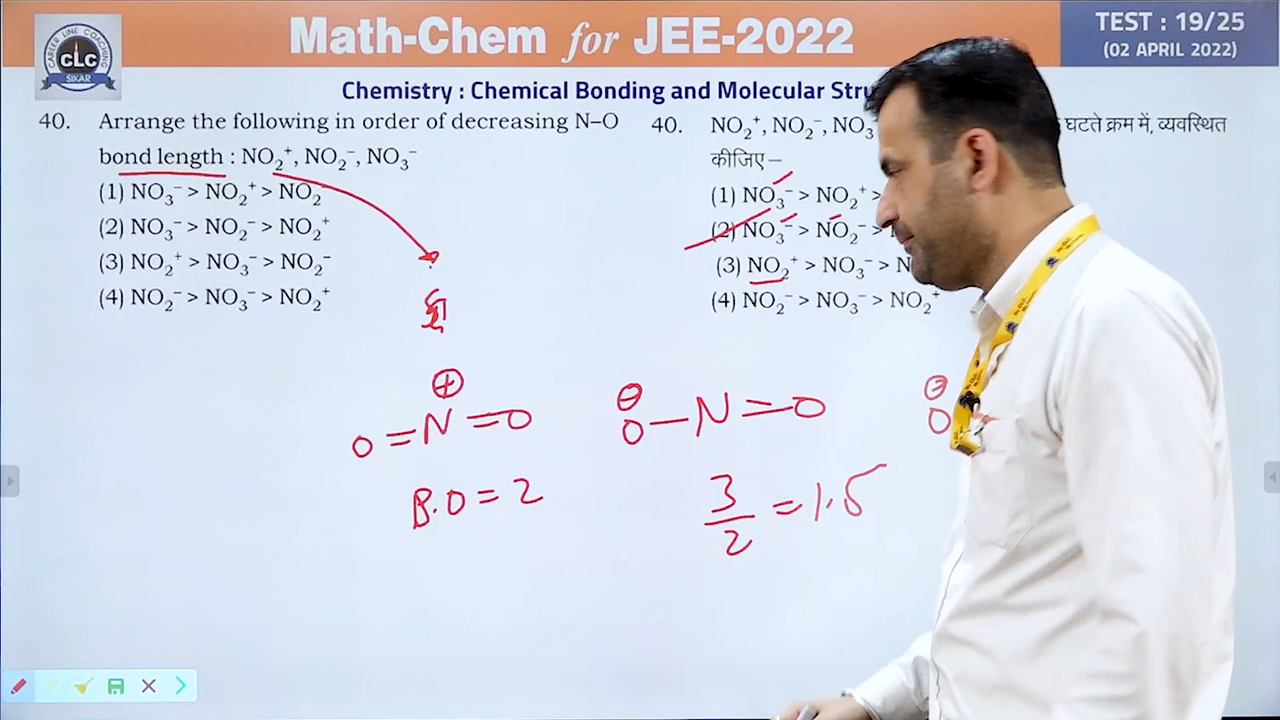 CAREER LINE COACHING
CLC
SIKAR
Math-Chem for JEE-2022
TEST : 19/25
(02 APRIL 2022)
Chemistry : Chemical Bonding and Molecular Stru
40. Arrange the following in order of decreasing N–O
bond length : NO₂⁺, NO₂⁻, NO₃⁻
(1) NO₃⁻ > NO₂⁺ > NO₂
(2) NO₃⁻ > NO₂⁻ > NO₂⁺
(3) NO₂⁺ > NO₃⁻ > NO₂⁻
(4) NO₂⁻ > NO₃⁻ > NO₂⁺
40. NO₂⁺, NO₂⁻, NO₃ घटते क्रम में, व्यवस्थित
कीजिए–
(1) NO₃⁻ > NO₂⁺ >
(2) NO₃⁻ > NO₂⁻ >
(3) NO₂⁺ > NO₃⁻ > N
(4) NO₂⁻ > NO₃⁻ > NO₂⁺
⊕
O=N=O
B.O = 2
⊖
O–N=O
3/2 = 1.5
⊖
O